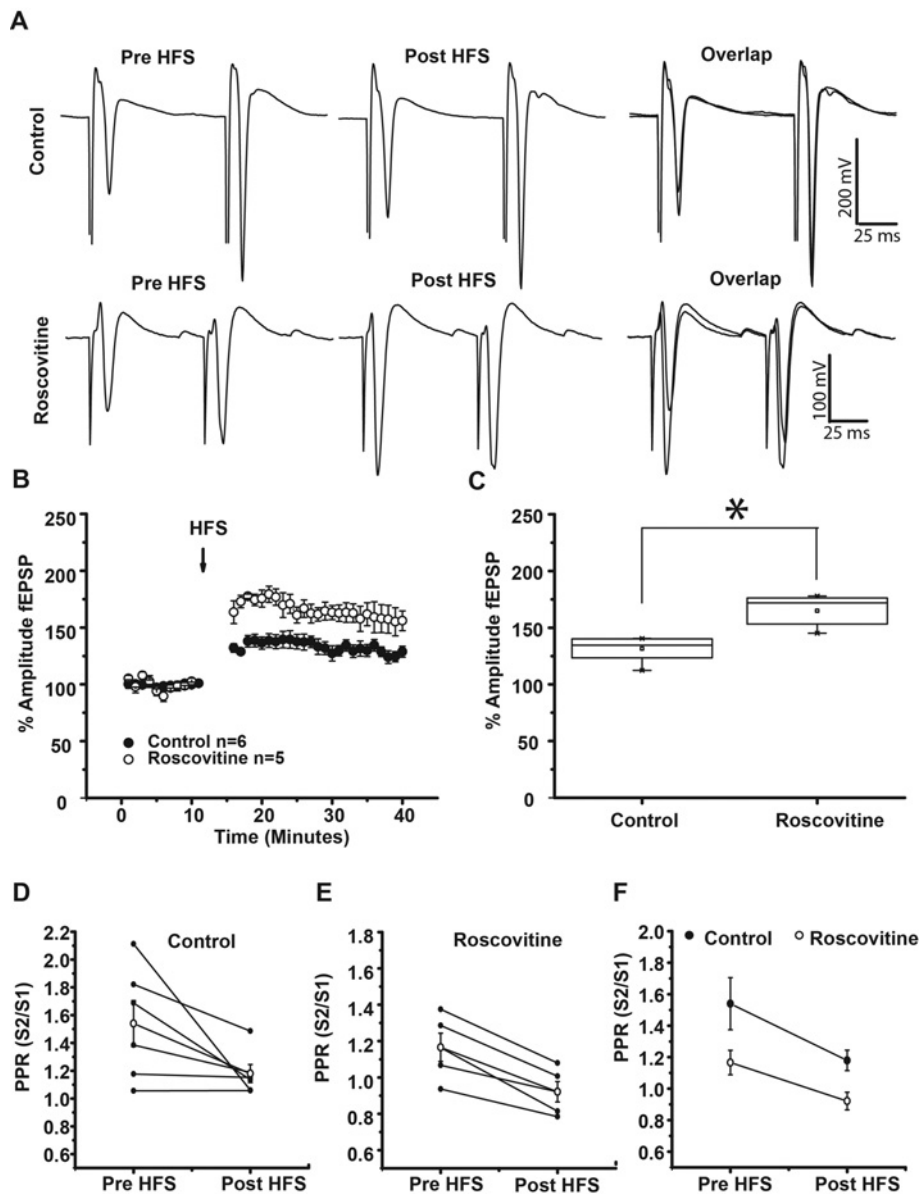 A
Pre HFS
Post HFS
Overlap
Control
200 mV
25 ms
Pre HFS
Post HFS
Overlap
Roscovitine
100 mV
25 ms
B
C
HFS
% Amplitude fEPSP
250
200
150
100
50
0
Control n=6
Roscovitine n=5
0
10
20
30
40
Time (Minutes)
*
% Amplitude fEPSP
250
200
150
100
50
0
Control
Roscovitine
D
E
F
Control
PPR (S2/S1)
2.2
2.0
1.8
1.6
1.4
1.2
1.0
0.8
0.6
Pre HFS
Post HFS
Roscovitine
PPR (S2/S1)
1.8
1.6
1.4
1.2
1.0
0.8
0.6
Pre HFS
Post HFS
Control
Roscovitine
PPR (S2/S1)
2.0
1.8
1.6
1.4
1.2
1.0
0.8
0.6
Pre HFS
Post HFS